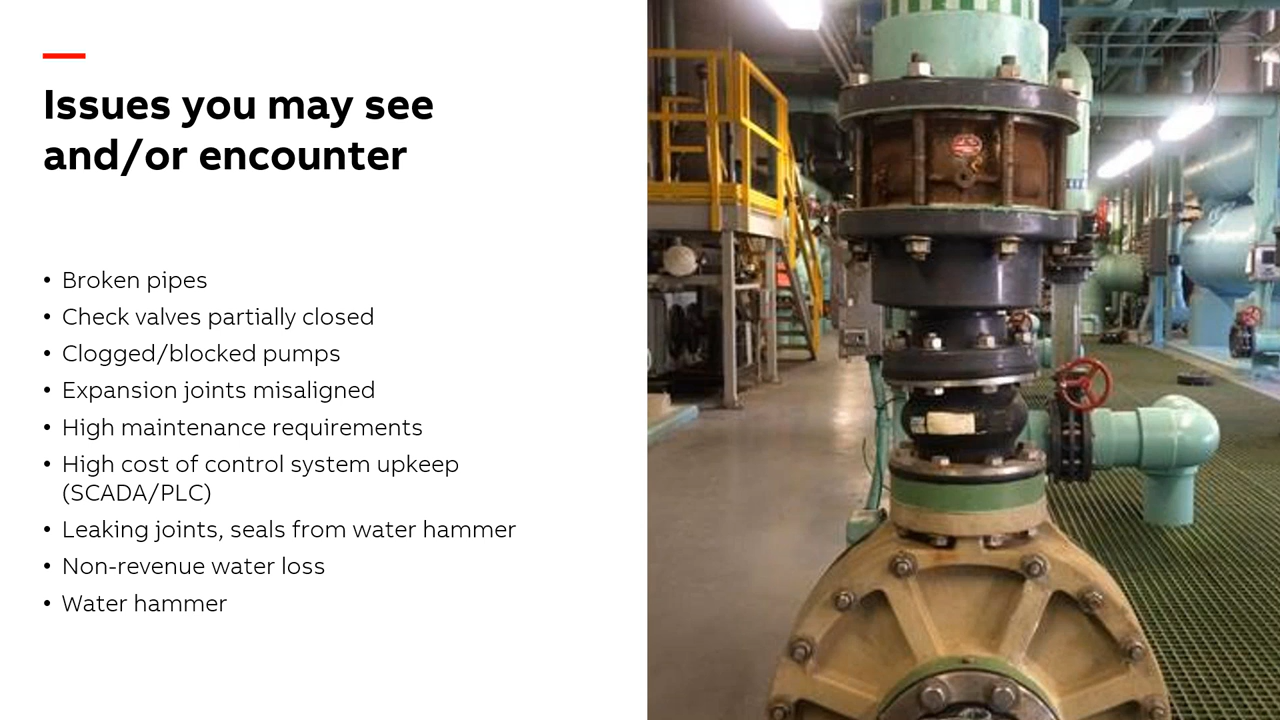 Issues you may see
and/or encounter
• Broken pipes
• Check valves partially closed
• Clogged/blocked pumps
• Expansion joints misaligned
• High maintenance requirements
• High cost of control system upkeep
(SCADA/PLC)
• Leaking joints, seals from water hammer
• Non-revenue water loss
• Water hammer